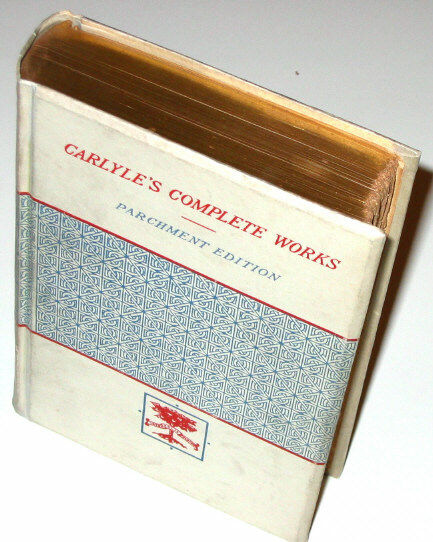 CARLYLE'S COMPLETE WORKS
PARCHMENT EDITION